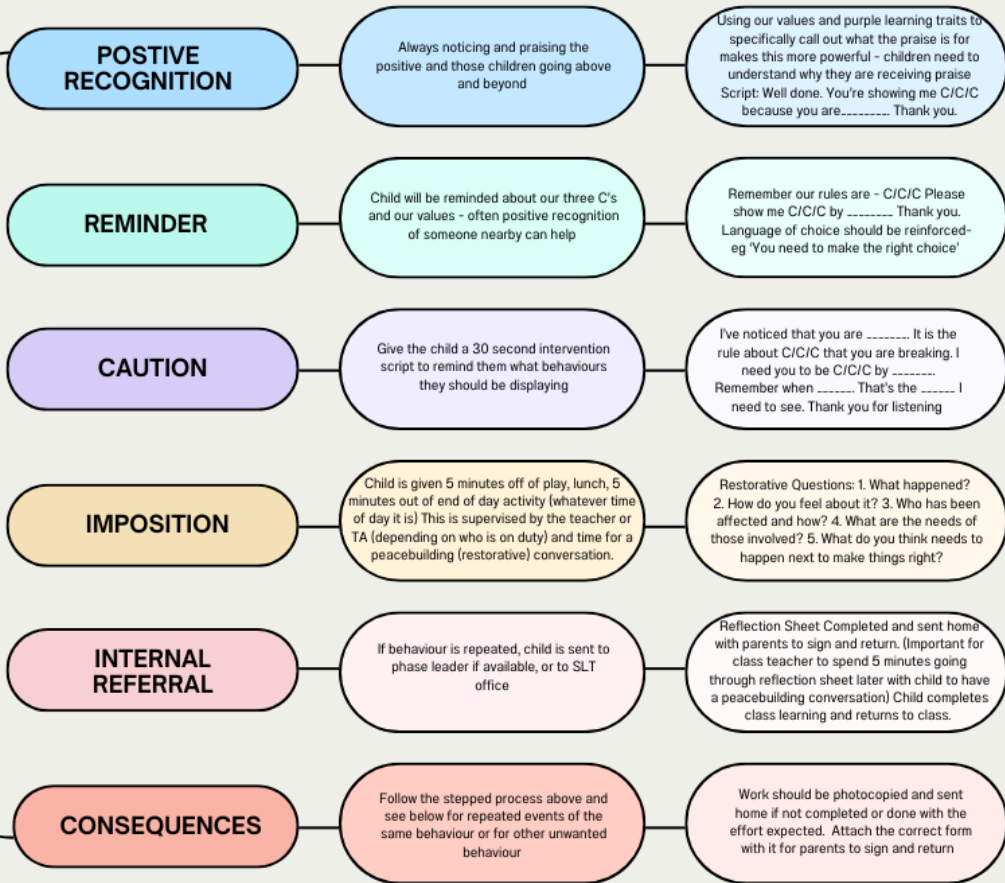 POSTIVE
RECOGNITION
Always noticing and praising the
positive and those children going above
and beyond
Using our values and purple learning traits to
specifically call out what the praise is for
makes this more powerful - children need to
understand why they are receiving praise
Script: Well done. You're showing me C/C/C
because you are________. Thank you.
REMINDER
Child will be reminded about our three C's
and our values - often positive recognition
of someone nearby can help
Remember our rules are - C/C/C Please
show me C/C/C by ________ Thank you.
Language of choice should be reinforced-
eg 'You need to make the right choice'
CAUTION
Give the child a 30 second intervention
script to remind them what behaviours
they should be displaying
I've noticed that you are _______. It is the
rule about C/C/C that you are breaking. I
need you to be C/C/C by _______.
Remember when ______. That's the ______ I
need to see. Thank you for listening
IMPOSITION
Child is given 5 minutes off of play, lunch, 5
minutes out of end of day activity (whatever time
of day it is) This is supervised by the teacher or
TA (depending on who is on duty) and time for a
peacebuilding (restorative) conversation.
Restorative Questions: 1. What happened?
2. How do you feel about it? 3. Who has been
affected and how? 4. What are the needs of
those involved? 5. What do you think needs to
happen next to make things right?
INTERNAL
REFERRAL
If behaviour is repeated, child is sent to
phase leader if available, or to SLT
office
Reflection Sheet Completed and sent home
with parents to sign and return. (Important for
class teacher to spend 5 minutes going
through reflection sheet later with child to have
a peacebuilding conversation) Child completes
class learning and returns to class.
CONSEQUENCES
Follow the stepped process above and
see below for repeated events of the
same behaviour or for other unwanted
behaviour
Work should be photocopied and sent
home if not completed or done with the
effort expected. Attach the correct form
with it for parents to sign and return